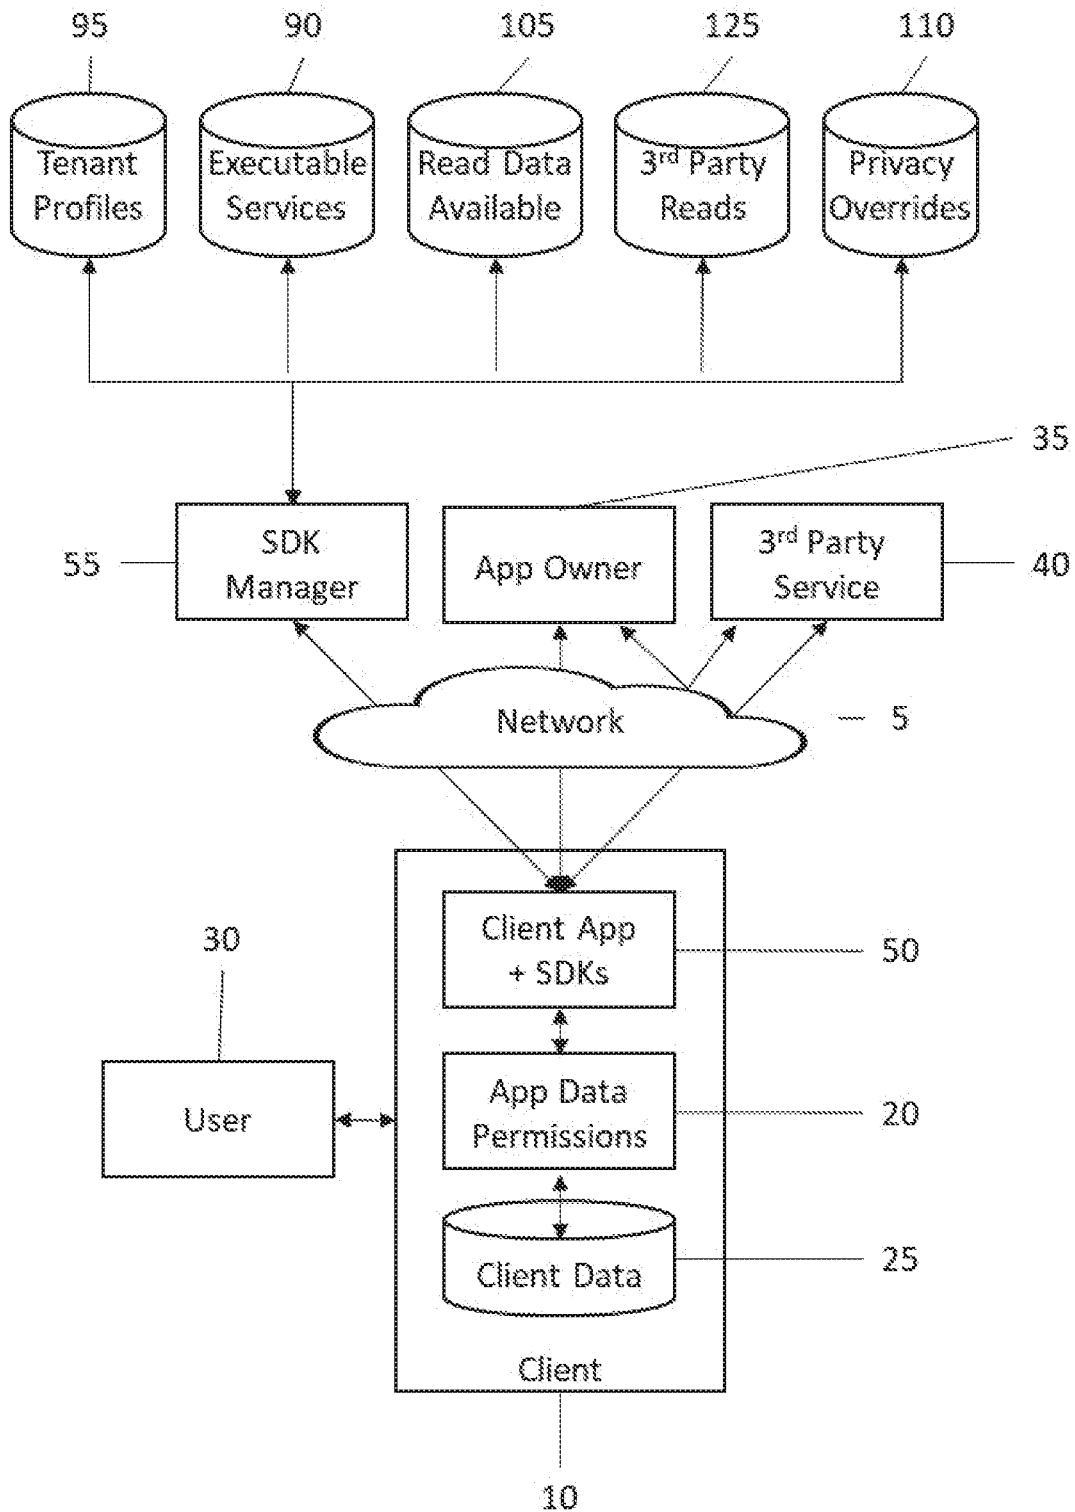 95 90 105 125 110
Tenant Profiles
Executable Services
Read Data Available
3rd Party Reads
Privacy Overrides
35
55
SDK
Manager
App Owner
3rd Party
Service
40
Network
5
30
Client App
+ SDKs
50
User
App Data
Permissions
20
Client Data
25
Client
10